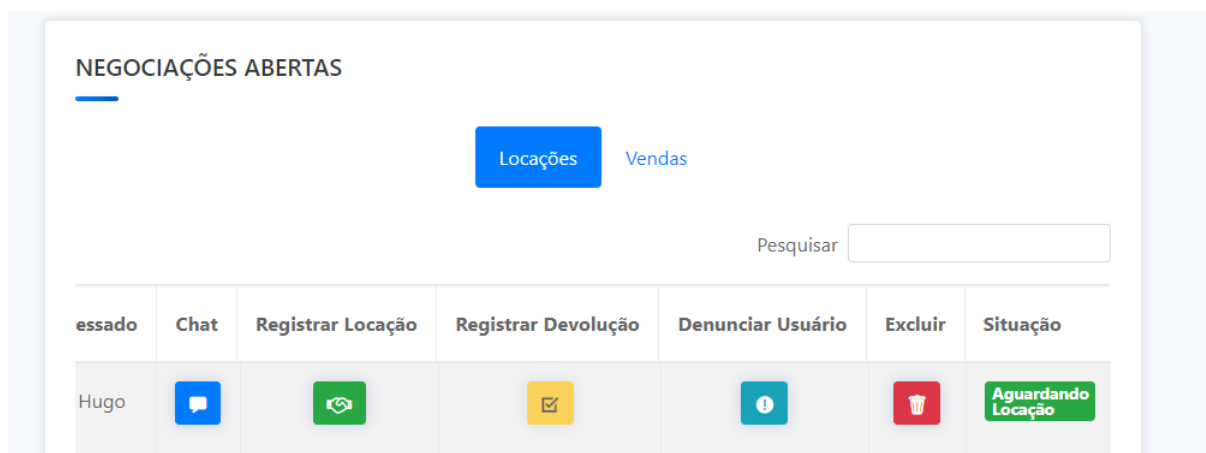 NEGOCIAÇÕES ABERTAS
Locações Vendas
Pesquisar
essado Chat Registrar Locação Registrar Devolução Denunciar Usuário Excluir Situação
Hugo Aguardando
Locação